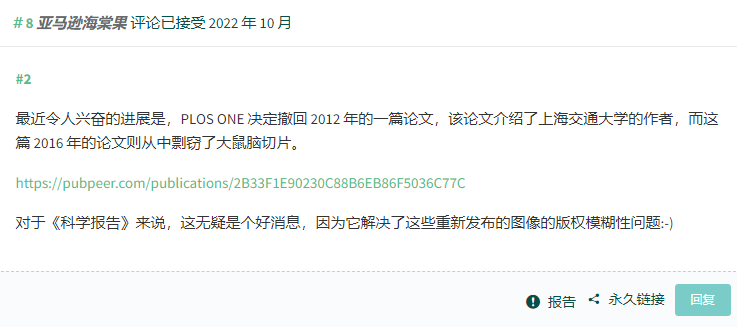 # 8 亚马逊海棠果 评论已接受 2022 年 10 月
#2
最近令人兴奋的进展是，PLOS ONE 决定撤回 2012 年的一篇论文，该论文介绍了上海交通大学的作者，而这
篇 2016 年的论文则从中剽窃了大鼠脑切片。
https://pubpeer.com/publications/2B33F1E90230C88B6EB86F5036C77C
对于《科学报告》来说，这无疑是个好消息，因为它解决了这些重新发布的图像的版权模糊性问题:-)
报告 永久链接 回复